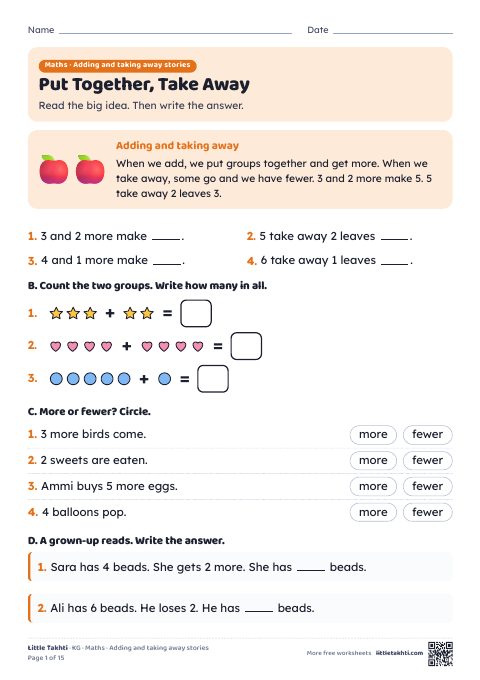 Name
Date
Maths · Adding and taking away stories
Put Together, Take Away
Read the big idea. Then write the answer.
Adding and taking away
When we add, we put groups together and get more. When we
take away, some go and we have fewer. 3 and 2 more make 5. 5
take away 2 leaves 3.
1. 3 and 2 more make ____.
2. 5 take away 2 leaves ____.
3. 4 and 1 more make ____.
4. 6 take away 1 leaves ____.
B. Count the two groups. Write how many in all.
1. + =
2. + =
3. + =
C. More or fewer? Circle.
1. 3 more birds come. more fewer
2. 2 sweets are eaten. more fewer
3. Ammi buys 5 more eggs. more fewer
4. 4 balloons pop. more fewer
D. A grown-up reads. Write the answer.
1. Sara has 4 beads. She gets 2 more. She has ____ beads.
2. Ali has 6 beads. He loses 2. He has ____ beads.
Little Takhti · KG · Maths · Adding and taking away stories
Page 1 of 15
More free worksheets littletakhti.com